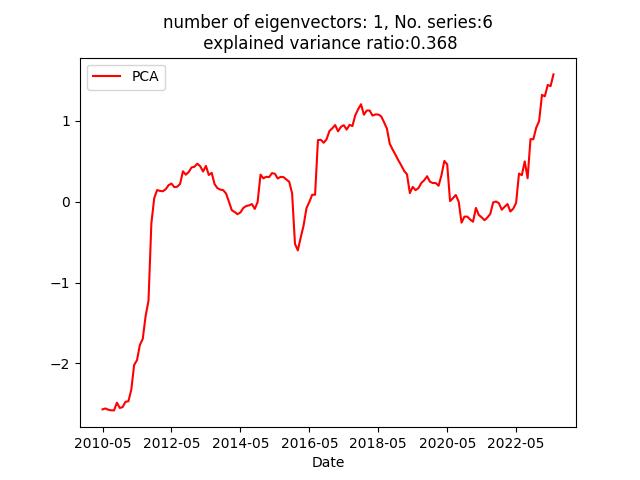 number of eigenvectors: 1, No. series:6
explained variance ratio:0.368
PCA
1
0
−1
−2
2010-05 2012-05 2014-05 2016-05 2018-05 2020-05 2022-05
Date